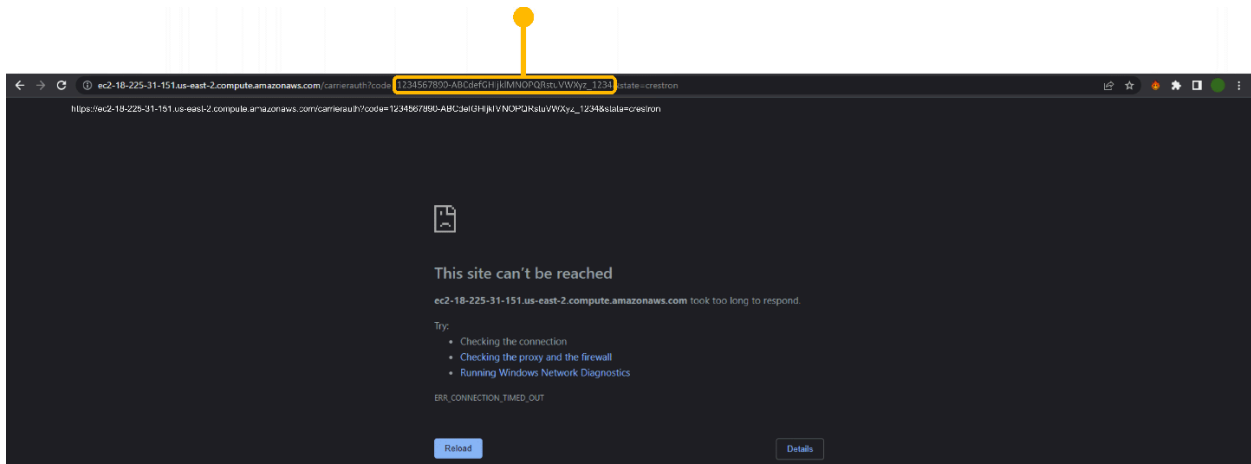 ec2-18-225-31-151.us-east-2.compute.amazonaws.com/carrierauth?code=1234567890-ABCdefGHIjklMNOPQRstuVWXyz_1234&state=crestron
https://ec2-18-225-31-151.us-east-2.compute.amazonaws.com/carrierauth?code=1234567890-ABCdefGHIjklMNOPQRstuVWXyz_1234&state=crestron
This site can't be reached
ec2-18-225-31-151.us-east-2.compute.amazonaws.com took too long to respond.
Try:
• Checking the connection
• Checking the proxy and the firewall
• Running Windows Network Diagnostics
ERR_CONNECTION_TIMED_OUT
Reload
Details